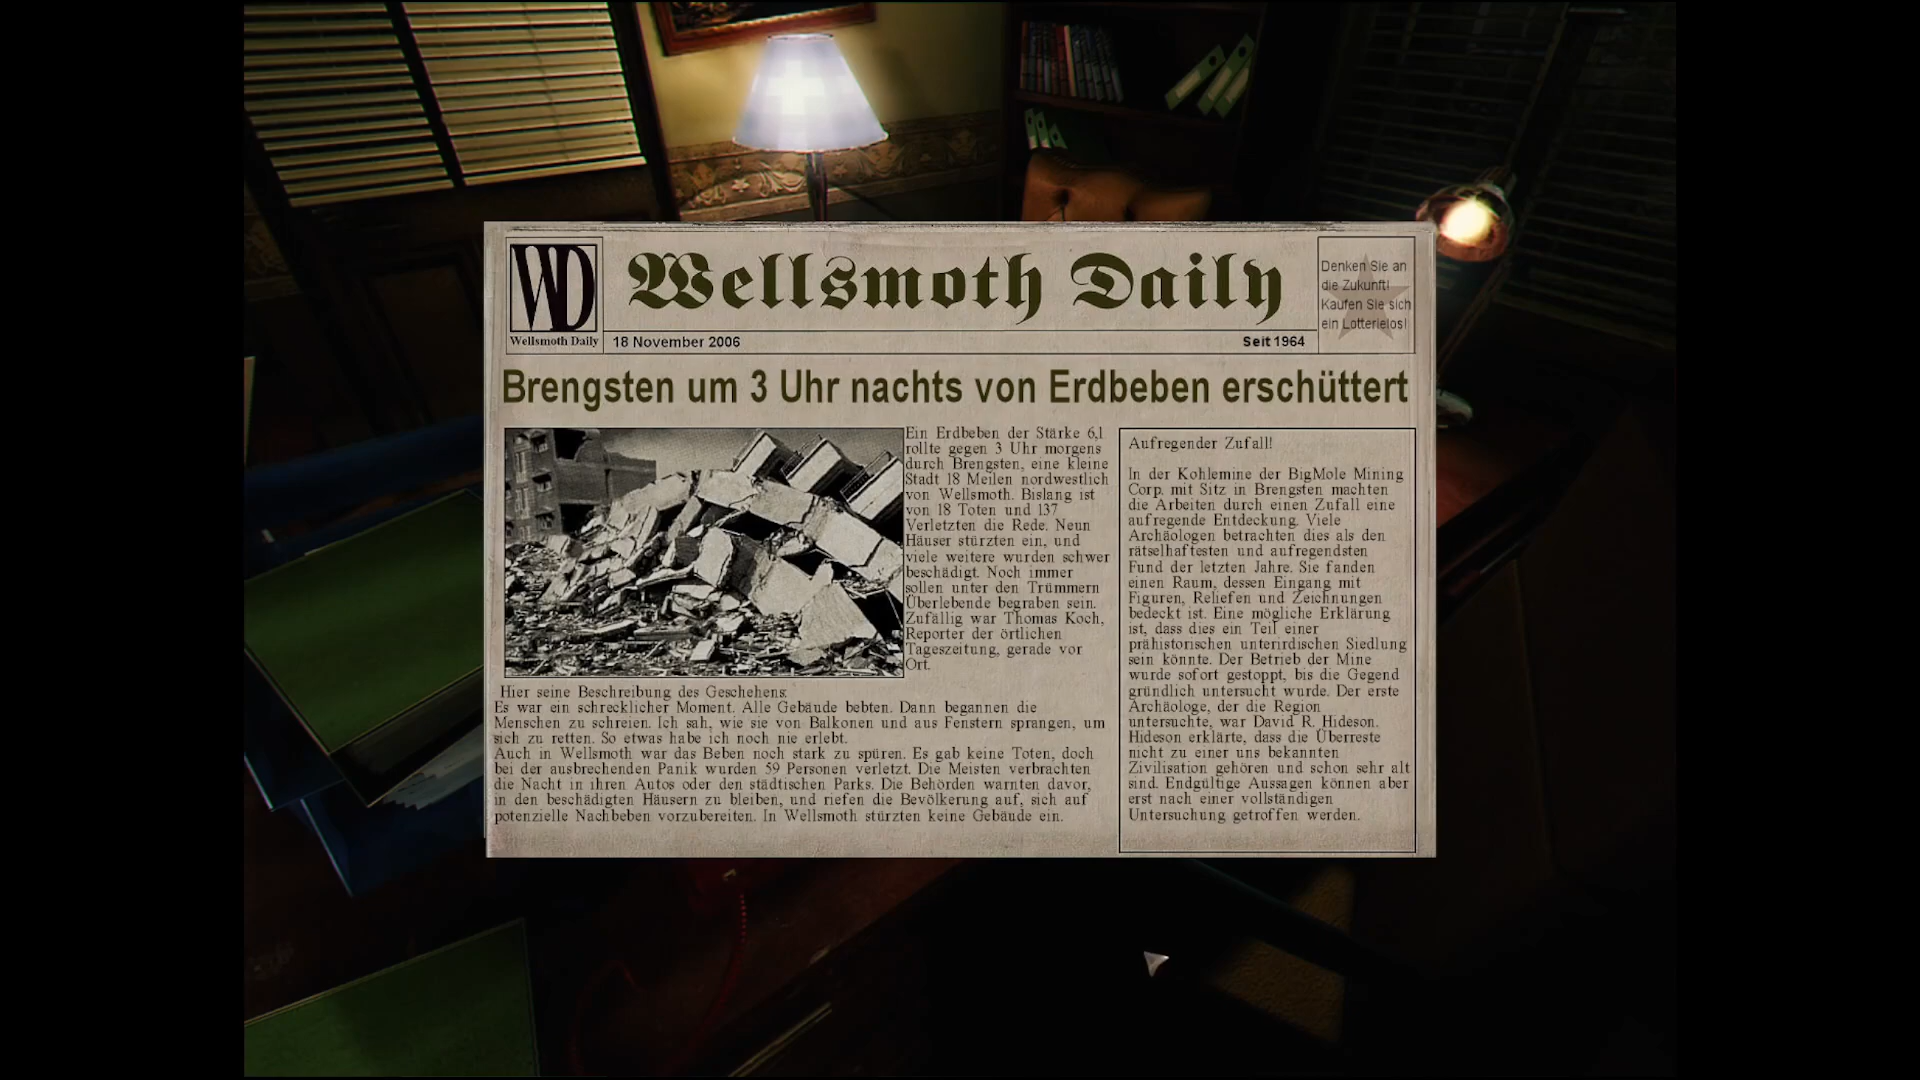 WD
Wellsmoth Daily
Wellsmoth Daily
Denken Sie an
die Zukunft!
Kaufen Sie sich
ein Lotterielos!
18 November 2006
Seit 1964
Brengsten um 3 Uhr nachts von Erdbeben erschüttert
Ein Erdbeben der Stärke 6,1
rollte gegen 3 Uhr morgens
durch Brengsten, eine kleine
Stadt 18 Meilen nordwestlich
von Wellsmoth. Bislang ist
von 18 Toten und 137
Verletzten die Rede. Neun
Häuser stürzten ein, und
viele weitere wurden schwer
beschädigt. Noch immer
sollen unter den Trümmern
Überlebende begraben sein.
Zufällig war Thomas Koch,
Reporter der örtlichen
Tageszeitung, gerade vor
Ort.
Hier seine Beschreibung des Geschehens:
Es war ein schrecklicher Moment. Alle Gebäude bebten. Dann begannen die
Menschen zu schreien. Ich sah, wie sie von Balkonen und aus Fenstern sprangen, um
sich zu retten. So etwas habe ich noch nie erlebt.
Auch in Wellsmoth war das Beben noch stark zu spüren. Es gab keine Toten, doch
bei der ausbrechenden Panik wurden 59 Personen verletzt. Die Meisten verbrachten
die Nacht in ihren Autos oder den städtischen Parks. Die Behörden warnten davor,
in den beschädigten Häusern zu bleiben, und riefen die Bevölkerung auf, sich auf
potenzielle Nachbeben vorzubereiten. In Wellsmoth stürzten keine Gebäude ein.
Aufregender Zufall!
In der Kohlemine der BigMole Mining
Corp. mit Sitz in Brengsten machten
die Arbeiten durch einen Zufall eine
aufregende Entdeckung. Viele
Archäologen betrachten dies als den
rätselhaftesten und aufregendsten
Fund der letzten Jahre. Sie fanden
einen Raum, dessen Eingang mit
Figuren, Reliefen und Zeichnungen
bedeckt ist. Eine mögliche Erklärung
ist, dass dies ein Teil einer
prähistorischen unterirdischen Siedlung
sein könnte. Der Betrieb der Mine
wurde sofort gestoppt, bis die Gegend
gründlich untersucht wurde. Der erste
Archäologe, der die Region
untersuchte, war David R. Hideson.
Hideson erklärte, dass die Überreste
nicht zu einer uns bekannten
Zivilisation gehören und schon sehr alt
sind. Endgültige Aussagen können aber
erst nach einer vollständigen
Untersuchung getroffen werden.